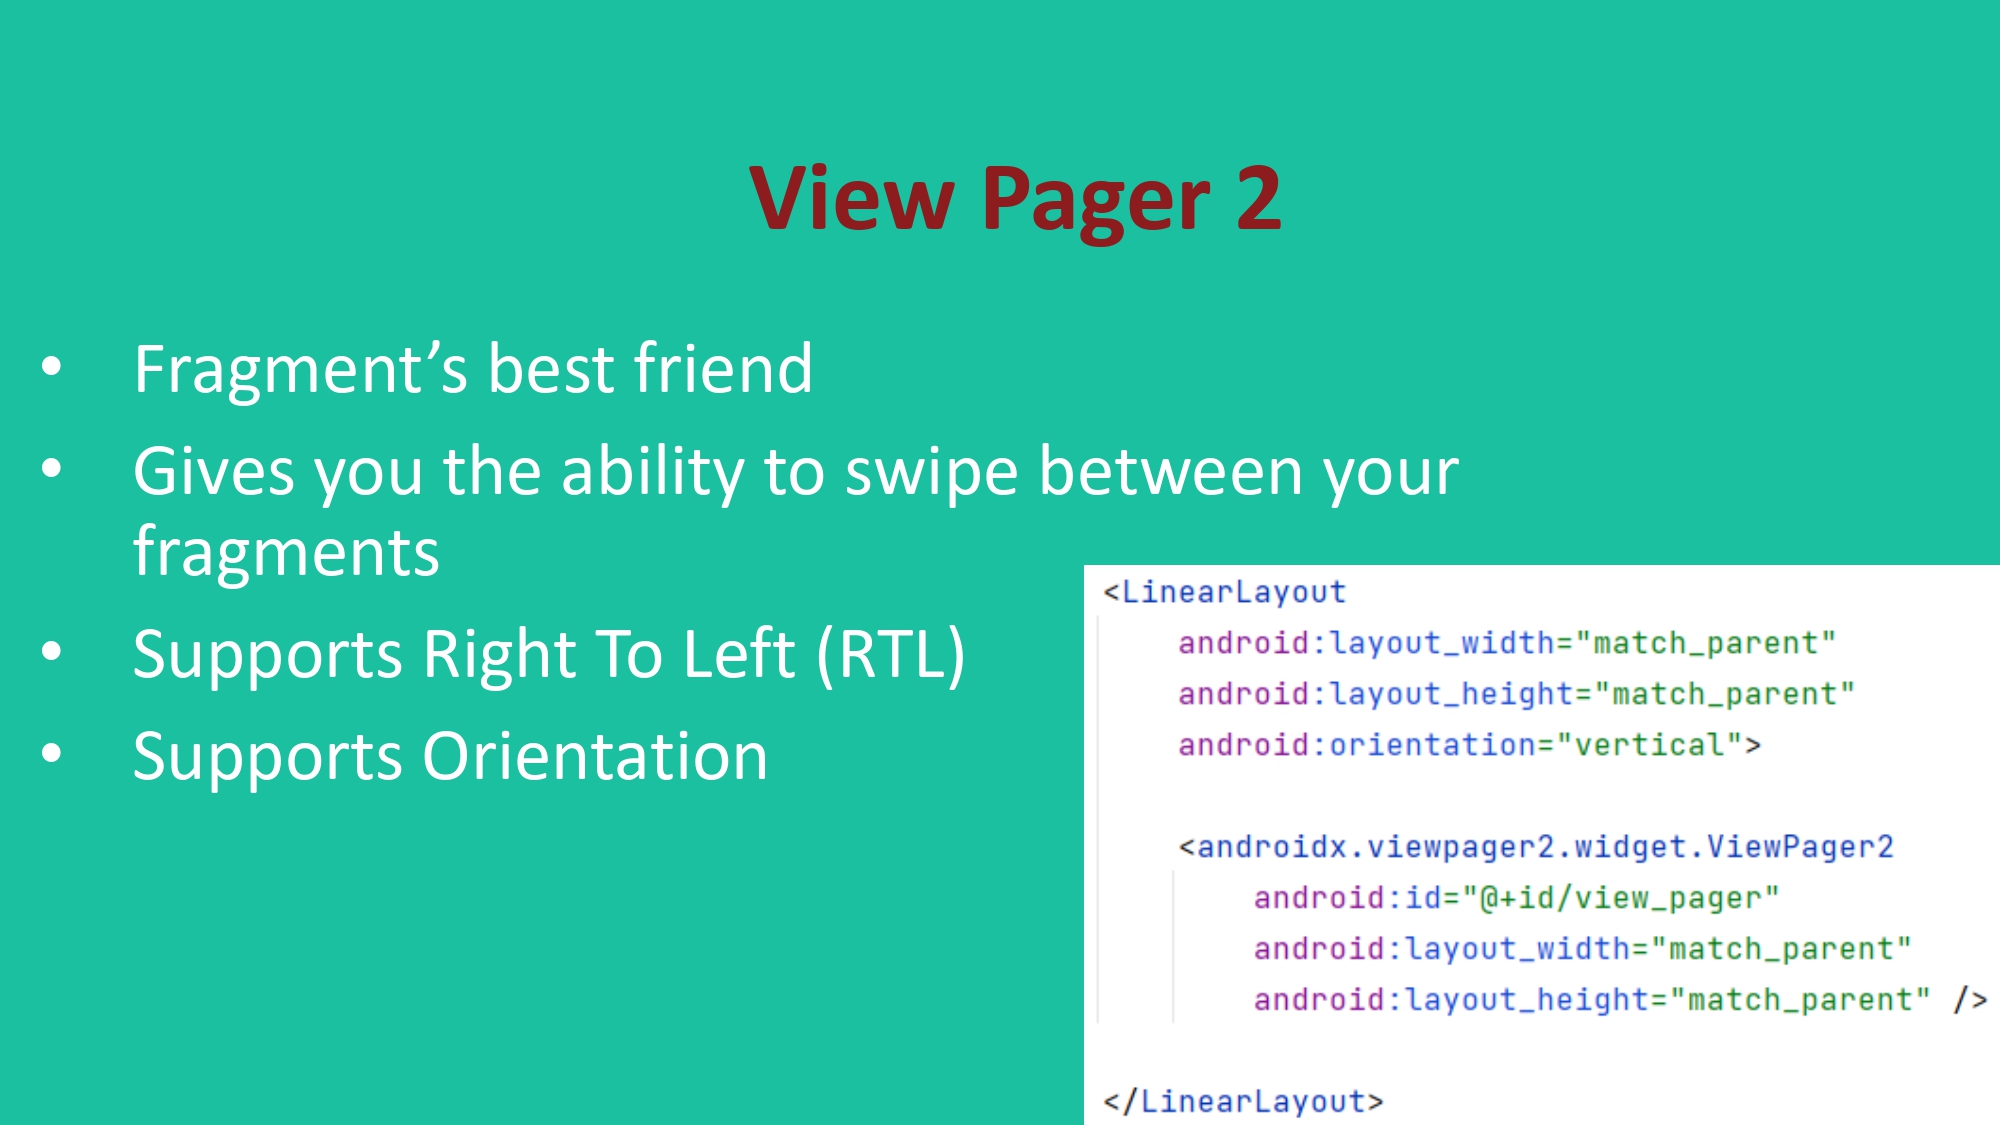 View Pager 2
• Fragment’s best friend
• Gives you the ability to swipe between your
fragments
• Supports Right To Left (RTL)
• Supports Orientation
<LinearLayout
    android:layout_width="match_parent"
    android:layout_height="match_parent"
    android:orientation="vertical">
    <androidx.viewpager2.widget.ViewPager2
        android:id="@+id/view_pager"
        android:layout_width="match_parent"
        android:layout_height="match_parent" />
</LinearLayout>